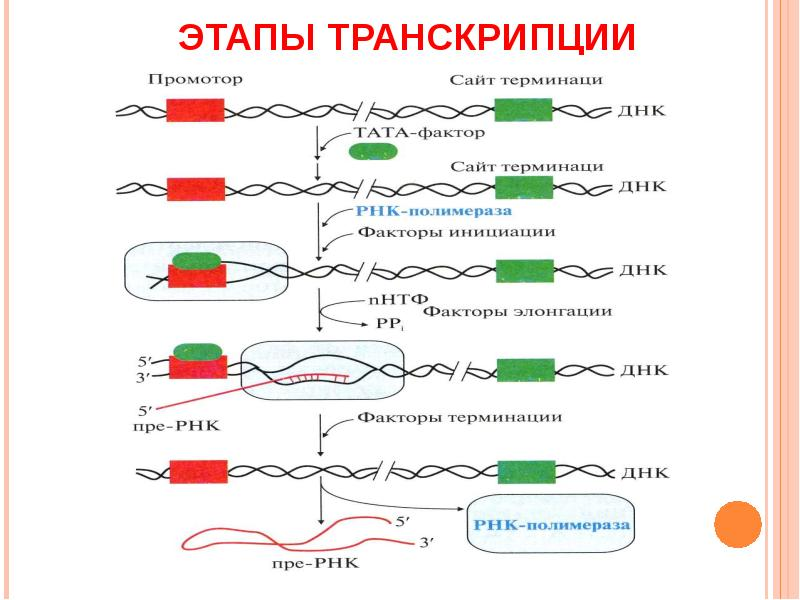 ЭТАПЫ ТРАНСКРИПЦИИ
Промотор Сайт терминаци
ДНК
ТАТА-фактор
Сайт терминаци
ДНК
РНК-полимераза
Факторы инициации
ДНК
пНТФ
Факторы элонгации
PPi
5′
3′
ДНК
5′
пре-РНК
Факторы терминации
ДНК
5′
РНК-полимераза
3′
пре-РНК